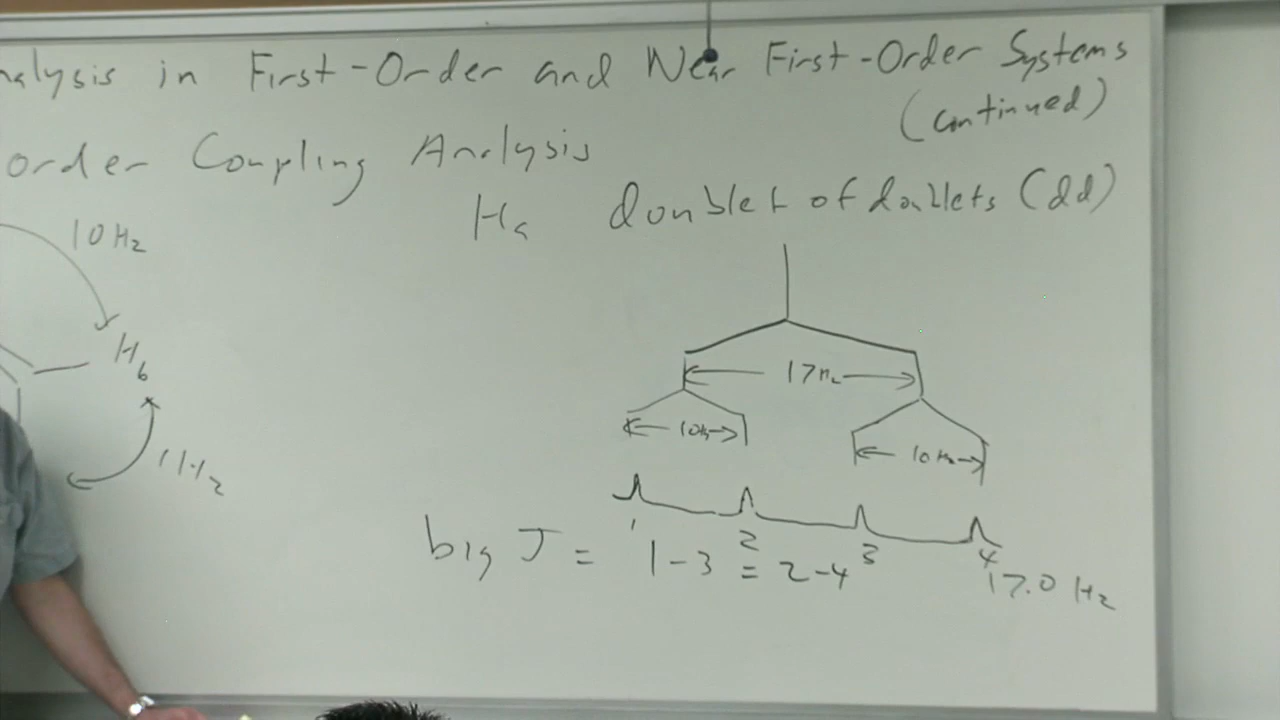 nalysis in First-Order and Near First-Order Systems
(continued)
order Coupling Analysis
Ha doublet of doublets (dd)
10 Hz
Hb
1 Hz
17 Hz
10 Hz
10 Hz
1 2 3 4
big J = 1-3 = 2-4 17.0 Hz